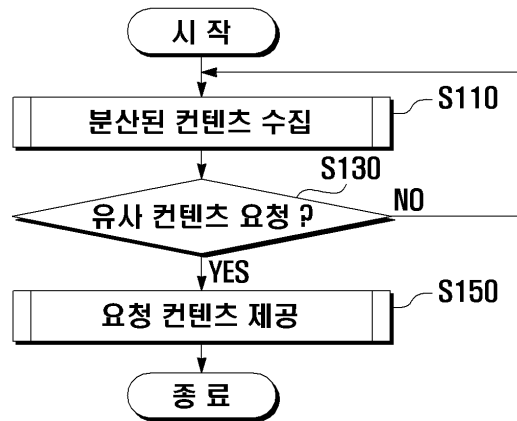 시 작
분산된 컨텐츠 수집
S110
S130
유사 컨텐츠 요청 ?
NO
YES
요청 컨텐츠 제공
S150
종 료